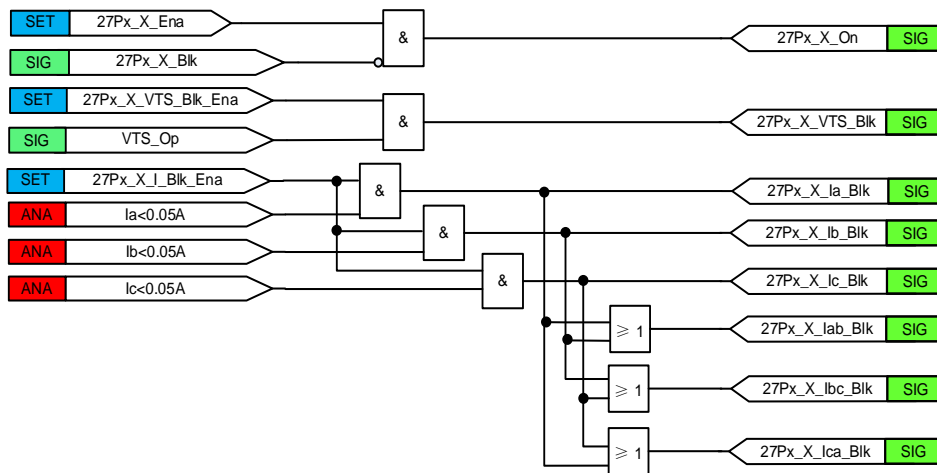 SET 27Px_X_Ena
&
27Px_X_On SIG
SIG 27Px_X_Blk
SET 27Px_X_VTS_Blk_Ena
&
27Px_X_VTS_Blk SIG
SIG VTS_Op
SET 27Px_X_I_Blk_Ena
&
27Px_X_Ia_Blk SIG
ANA Ia<0.05A
&
27Px_X_Ib_Blk SIG
ANA Ib<0.05A
&
27Px_X_Ic_Blk SIG
ANA Ic<0.05A
≥ 1
27Px_X_Iab_Blk SIG
≥ 1
27Px_X_Ibc_Blk SIG
≥ 1
27Px_X_Ica_Blk SIG